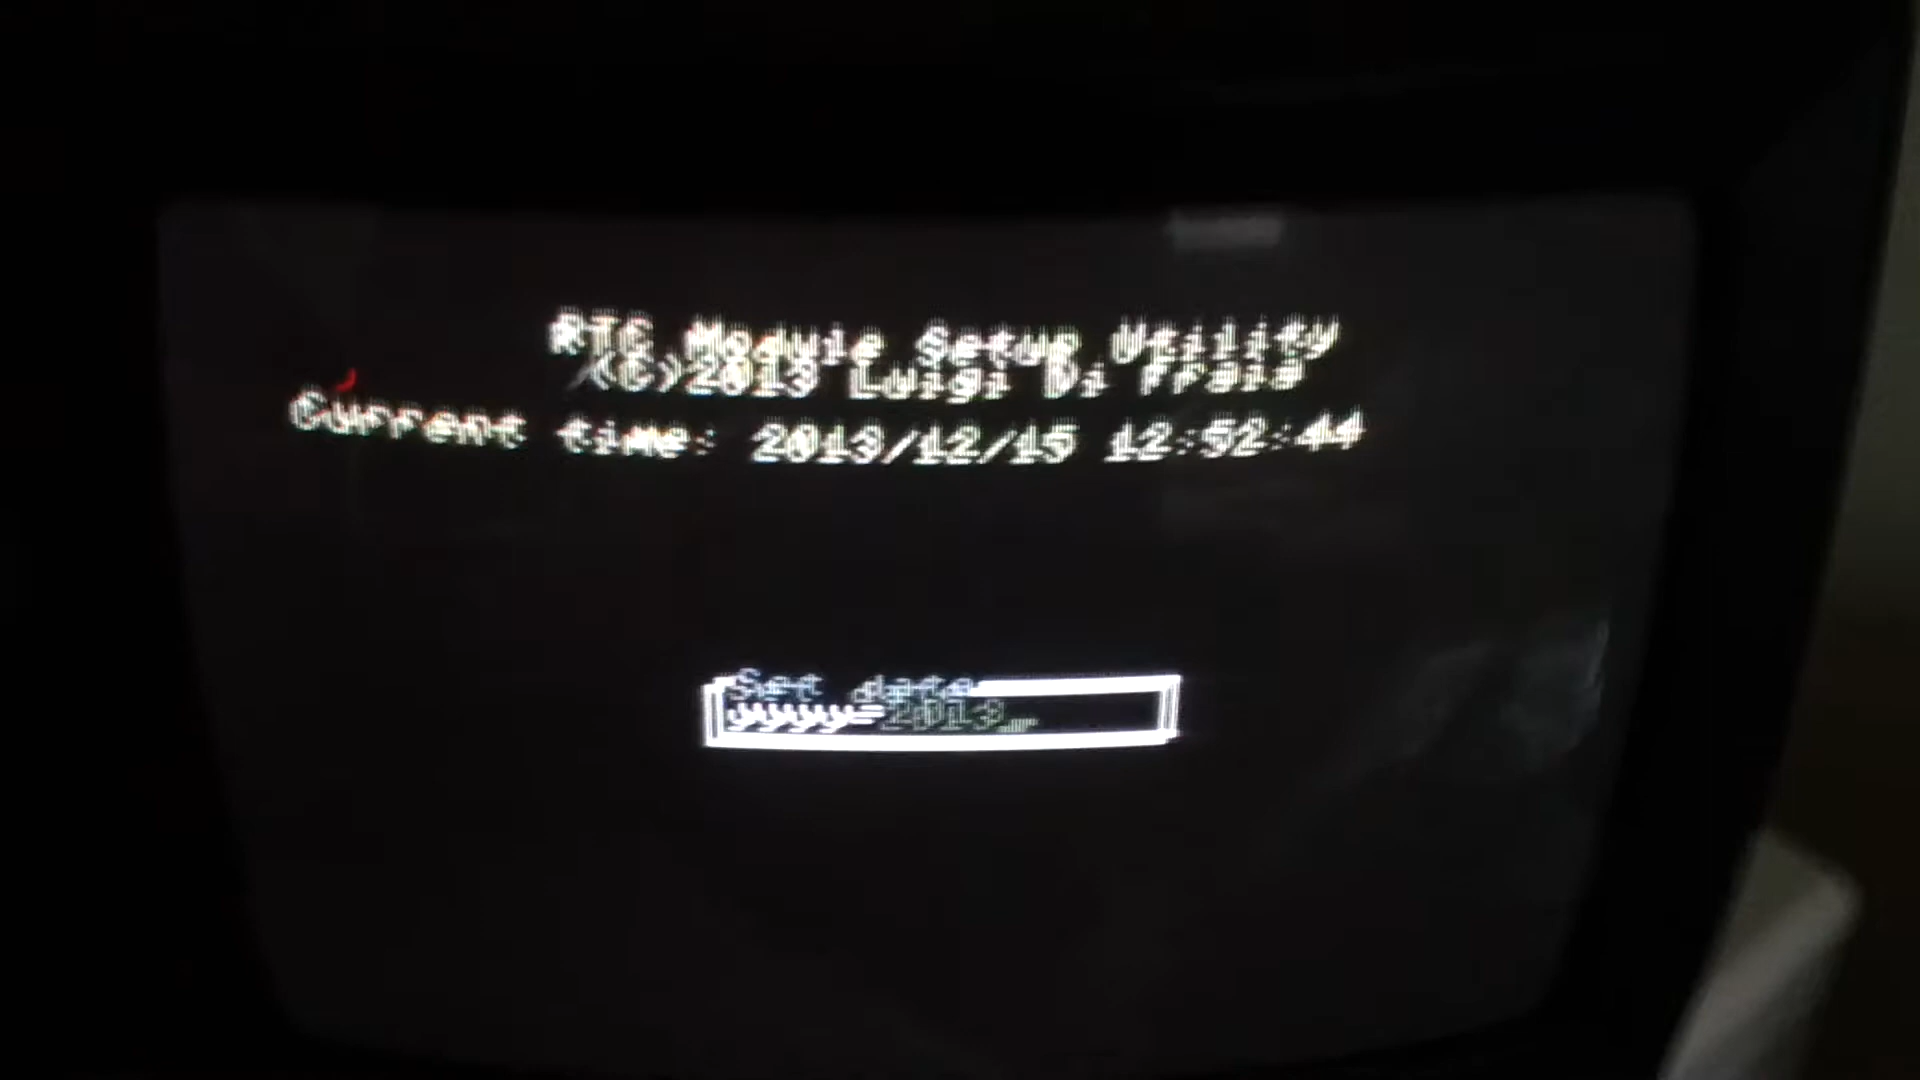 RTC Module Setup Utility
(C)2013 Luigi Di Fraia
Current time: 2013/12/15 12:52:44
Set date
yyyy=2013_